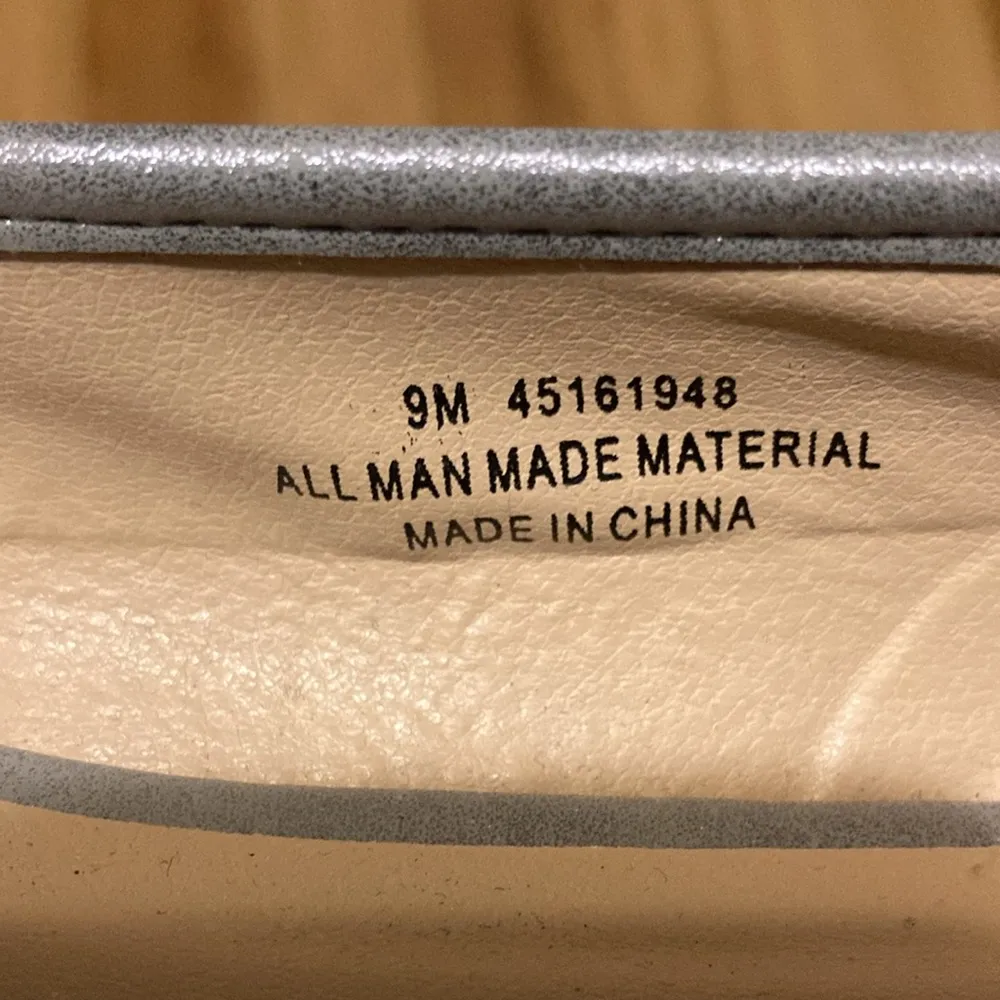 9M 45161948
ALL MAN MADE MATERIAL
MADE IN CHINA